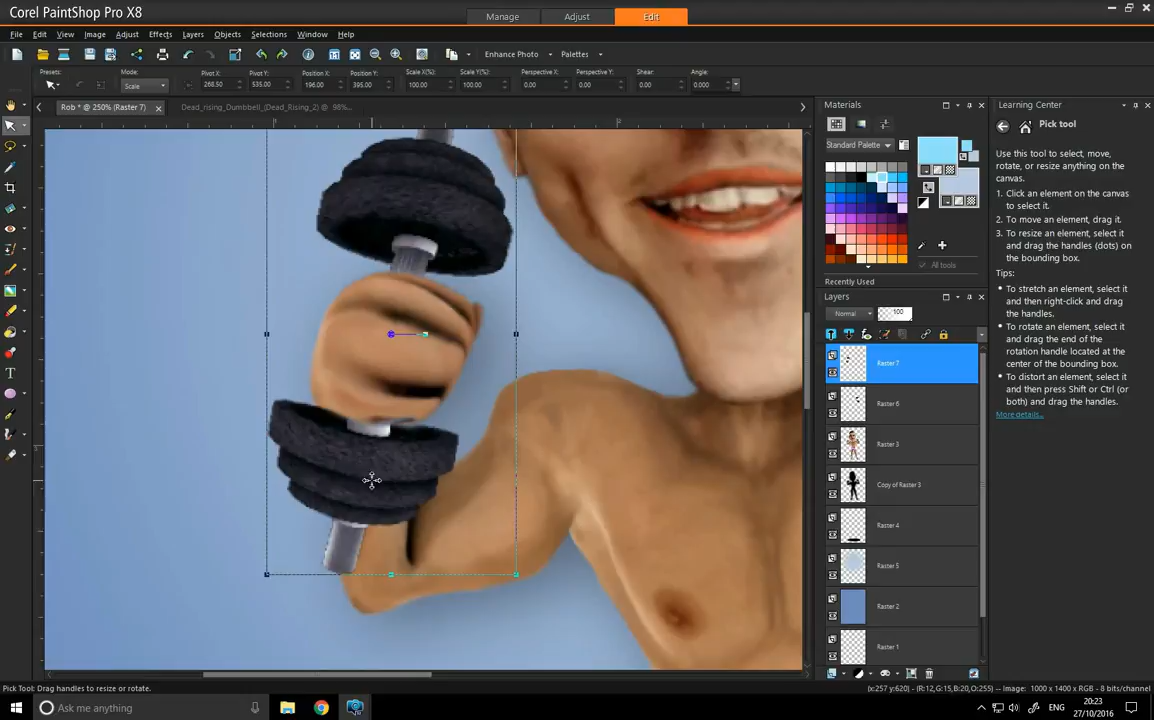 Corel PaintShop Pro X8
Manage Adjust Edit
File Edit View Image Adjust Effects Layers Objects Selections Window Help
Enhance Photo Palettes
Presets: Mode: Pivot X: Pivot Y: Position X: Position Y: Scale X(%): Scale Y(%): Perspective X: Perspective Y: Shear: Angle:
Scale 268.50 535.00 196.00 395.00 100.00 100.00 0.00 0.00 0.00 0.000
Rob * @ 250% (Raster 7) Dead_rising_Dumbbell_(Dead_Rising_2) @ 98%...
Materials
Standard Palette
All tools
Recently Used
Layers
Normal 100
Raster 7
Raster 6
Raster 3
Copy of Raster 3
Raster 4
Raster 5
Raster 2
Raster 1
Learning Center
Pick tool
Use this tool to select, move,
rotate, or resize anything on the
canvas.
1. Click an element on the canvas
to select it.
2. To move an element, drag it.
3. To resize an element, select it
and drag the handles (dots) on
the bounding box.
Tips:
To stretch an element, select it
and then right-click and drag
the handles.
To rotate an element, select it
and drag the end of the
rotation handle located at the
center of the bounding box.
To distort an element, select it
and then press Shift or Ctrl (or
both) and drag the handles.
More details...
Pick Tool: Drag handles to resize or rotate.
(x:257 y:620) -- (R:12,G:15,B:20,O:255) -- Image: 1000 x 1400 x RGB - 8 bits/channel
Ask me anything
ENG
20:23
27/10/2016